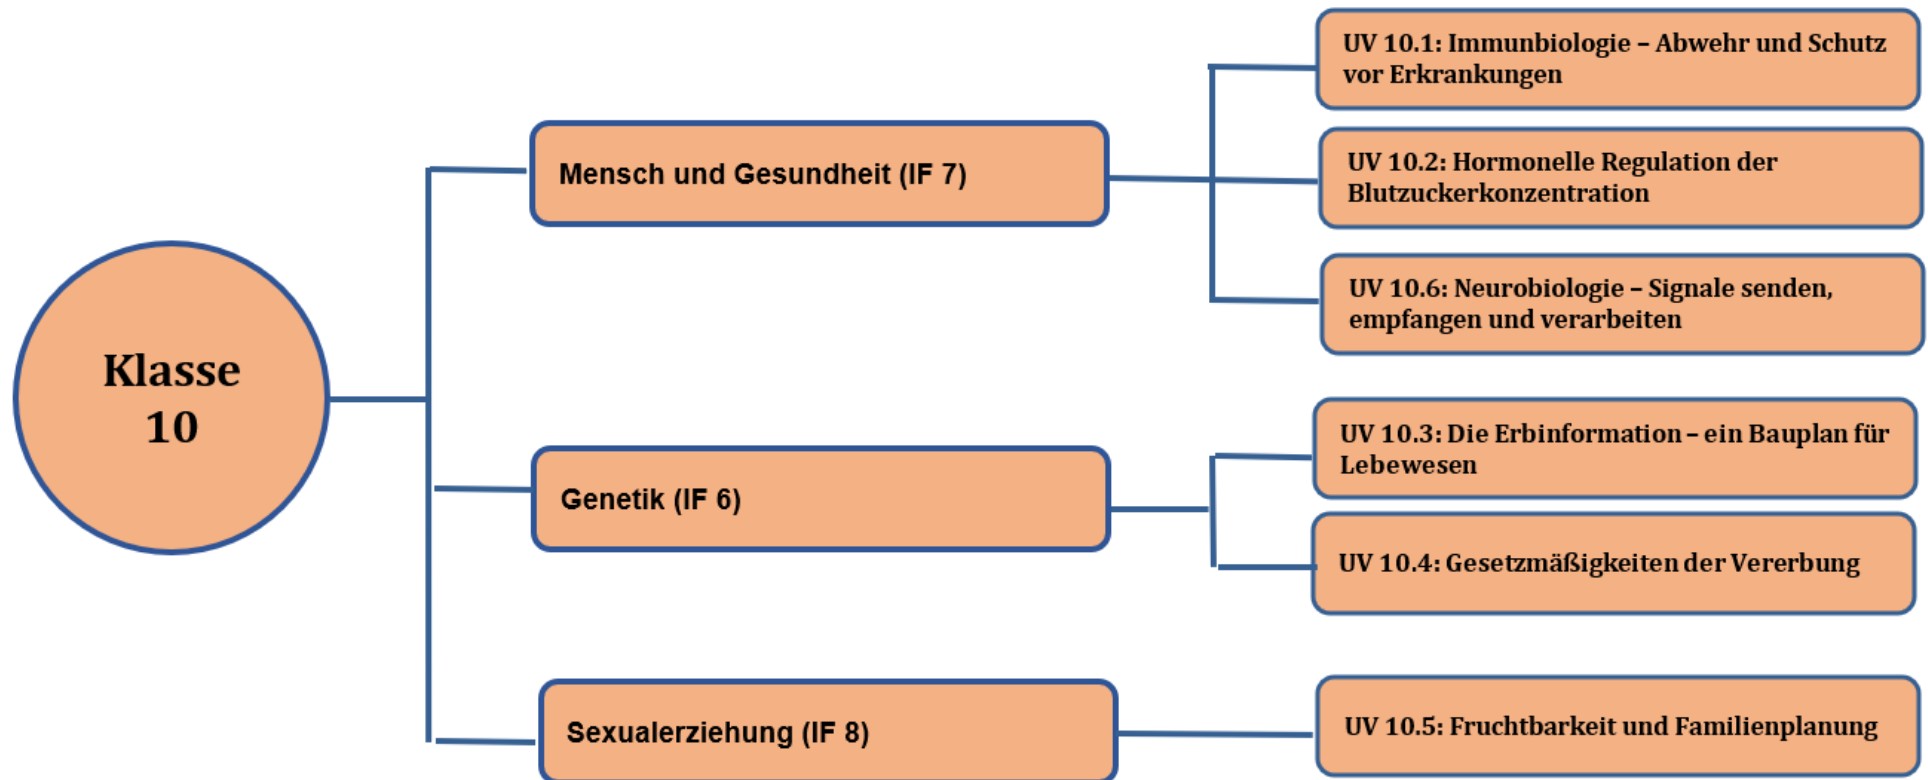 Klasse
10
Mensch und Gesundheit (IF 7)
UV 10.1: Immunbiologie – Abwehr und Schutz
vor Erkrankungen
UV 10.2: Hormonelle Regulation der
Blutzuckerkonzentration
UV 10.6: Neurobiologie – Signale senden,
empfangen und verarbeiten
Genetik (IF 6)
UV 10.3: Die Erbinformation – ein Bauplan für
Lebewesen
UV 10.4: Gesetzmäßigkeiten der Vererbung
Sexualerziehung (IF 8)
UV 10.5: Fruchtbarkeit und Familienplanung